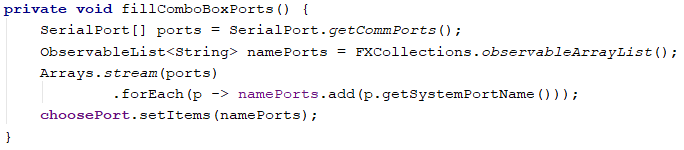 private void fillComboBoxPorts() {
    SerialPort[] ports = SerialPort.getCommPorts();
    ObservableList<String> namePorts = FXCollections.observableArrayList();
    Arrays.stream(ports)
            .forEach(p -> namePorts.add(p.getSystemPortName()));
    choosePort.setItems(namePorts);
}